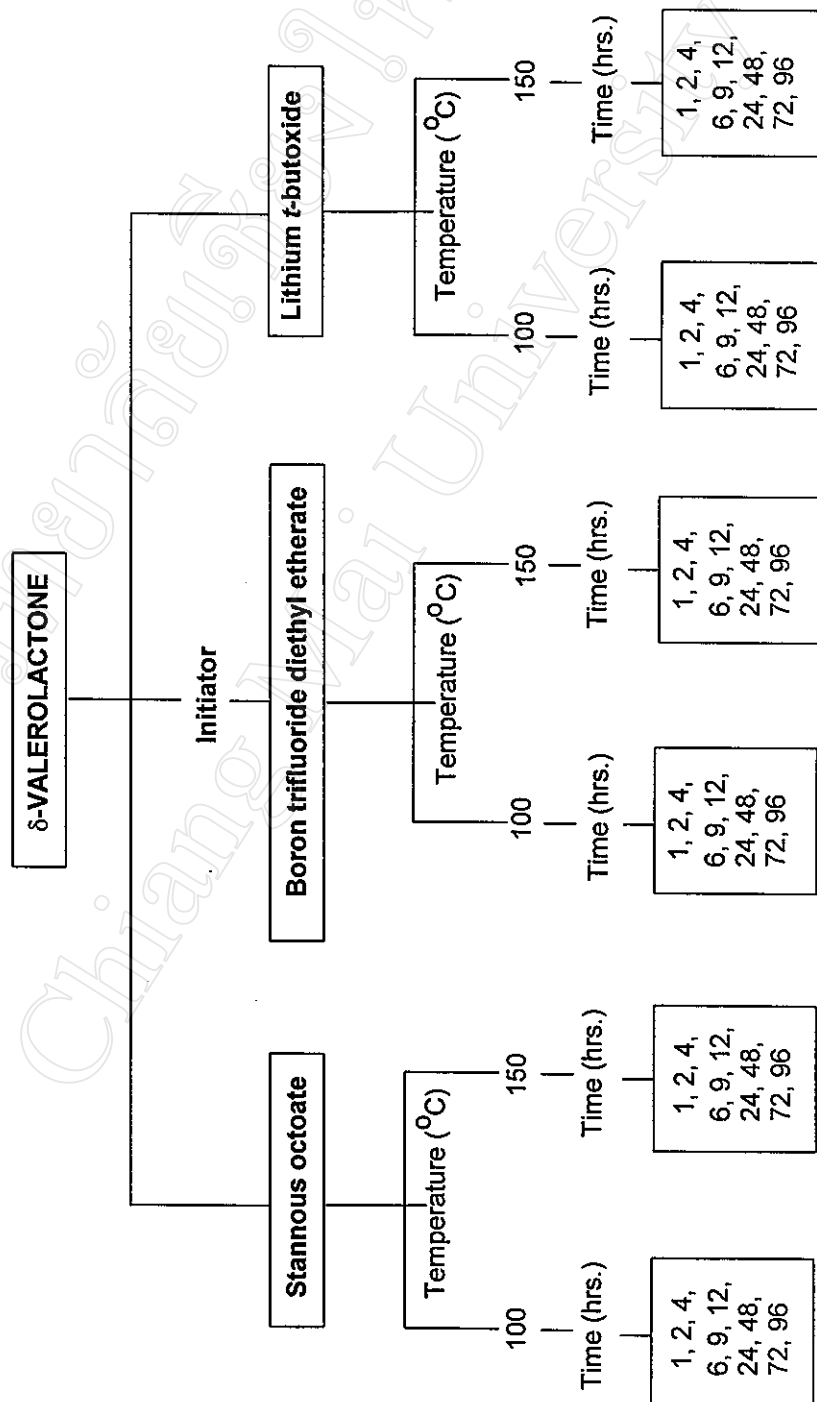 δ-VALEROLACTONE
Initiator
Stannous octoate
Boron trifluoride diethyl etherate
Lithium t-butoxide
Temperature (°C)
Temperature (°C)
Temperature (°C)
100
150
100
150
100
150
Time (hrs.)
Time (hrs.)
Time (hrs.)
Time (hrs.)
Time (hrs.)
Time (hrs.)
1, 2, 4,
6, 9, 12,
24, 48,
72, 96
1, 2, 4,
6, 9, 12,
24, 48,
72, 96
1, 2, 4,
6, 9, 12,
24, 48,
72, 96
1, 2, 4,
6, 9, 12,
24, 48,
72, 96
1, 2, 4,
6, 9, 12,
24, 48,
72, 96
1, 2, 4,
6, 9, 12,
24, 48,
72, 96
Chiang Mai University